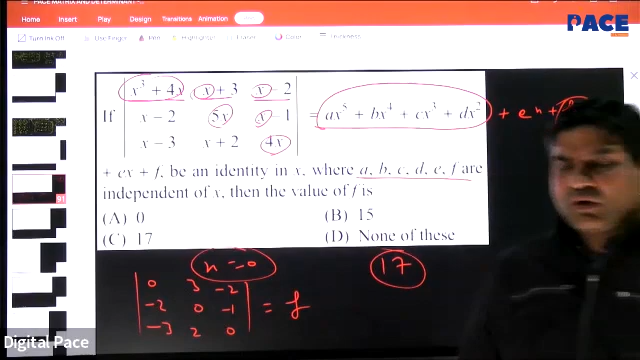 PACE MATRIX AND DETERMINANT
Home Insert Draw Design Transitions Animation
Turn Ink Off Use Finger Pen Highlighter Eraser Color Thickness
PACE
If | x³ + 4x x + 3 x − 2 |
| x − 2 5x x − 1 | = ax⁵ + bx⁴ + cx³ + dx² + ex +
| x − 3 x + 2 4x |
+ ex + f, be an identity in x, where a, b, c, d, e, f are
independent of x, then the value of f is
(A) 0 (B) 15
(C) 17 (D) None of these
x = 0 17
| 0 3 −2 |
| −2 0 −1 | = f
| −3 2 0 |
91
Digital Pace